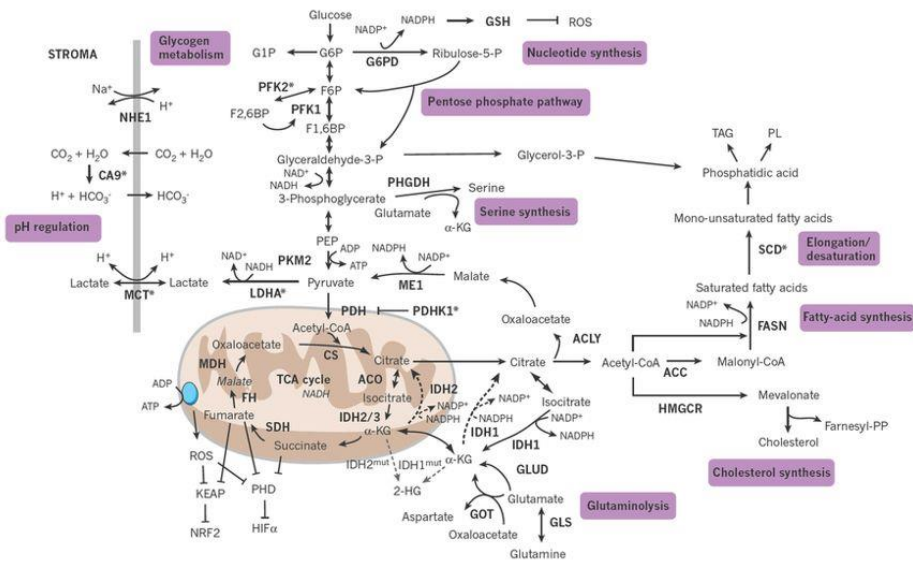 Glucose
NADP⁺
NADPH
GSH
ROS
Glycogen
metabolism
STROMA
G1P
G6P
G6PD
Ribulose-5-P
Nucleotide synthesis
Na⁺
H⁺
NHE1
PFK2*
F6P
F2,6BP
PFK1
F1,6BP
Pentose phosphate pathway
CO₂ + H₂O
CO₂ + H₂O
CA9*
H⁺ + HCO₃⁻
HCO₃⁻
Glyceraldehyde-3-P
Glycerol-3-P
NAD⁺
NADH
3-Phosphoglycerate
PHGDH
Serine
Glutamate
α-KG
Serine synthesis
TAG
PL
Phosphatidic acid
Mono-unsaturated fatty acids
SCD*
Elongation/
desaturation
Saturated fatty acids
NADP⁺
NADPH
FASN
Fatty-acid synthesis
pH regulation
PEP
ADP
ATP
H⁺
H⁺
Lactate
MCT*
Lactate
NAD⁺
NADH
PKM2
LDHA*
Pyruvate
NADPH
NADP⁺
ME1
Malate
PDH
PDHK1*
Oxaloacetate
ACLY
Acetyl-CoA
Oxaloacetate
CS
Citrate
Citrate
Acetyl-CoA
ACC
Malonyl-CoA
MDH
Malate
FH
TCA cycle
NADH
ACO
Isocitrate
IDH2
NADP⁺
NADPH
IDH2/3
NADP⁺
NADPH
IDH1
Isocitrate
NADP⁺
NADPH
IDH1
HMGCR
Mevalonate
Farnesyl-PP
Cholesterol
Cholesterol synthesis
ADP
ATP
Fumarate
SDH
Succinate
α-KG
α-KG
IDH2mut
IDH1mut
2-HG
ROS
KEAP
NRF2
PHD
HIFα
GLUD
Glutamate
GOT
Aspartate
Oxaloacetate
GLS
Glutamine
Glutaminolysis